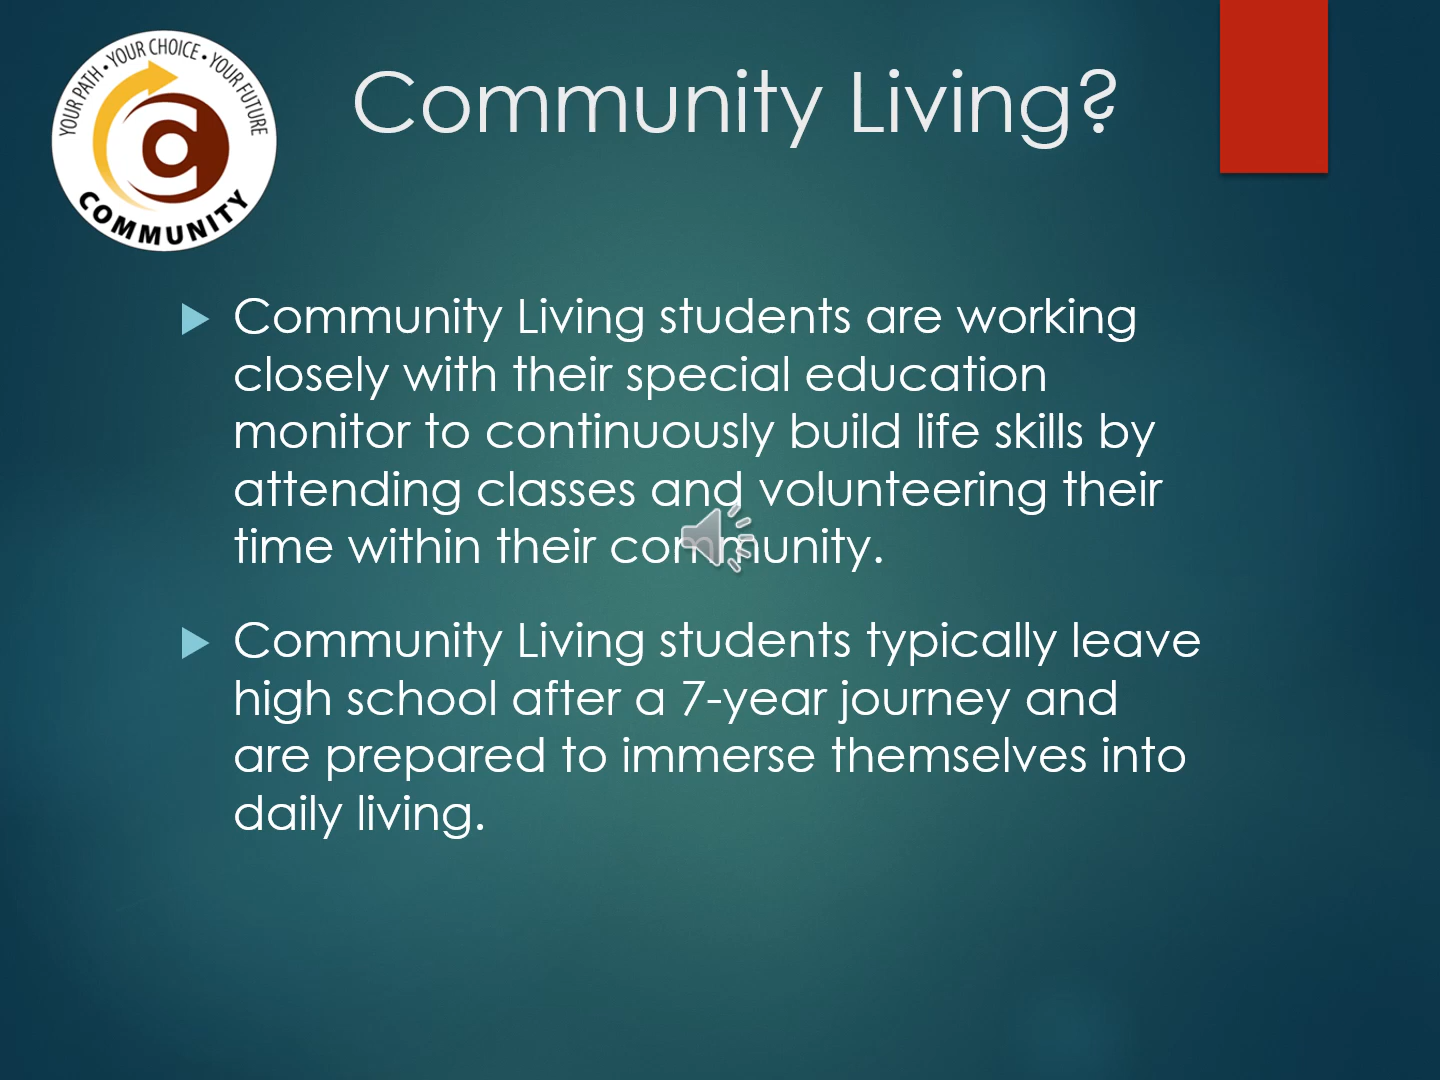 YOUR PATH • YOUR CHOICE • YOUR FUTURE
COMMUNITY
Community Living?
Community Living students are working
closely with their special education
monitor to continuously build life skills by
attending classes and volunteering their
time within their community.
Community Living students typically leave
high school after a 7-year journey and
are prepared to immerse themselves into
daily living.